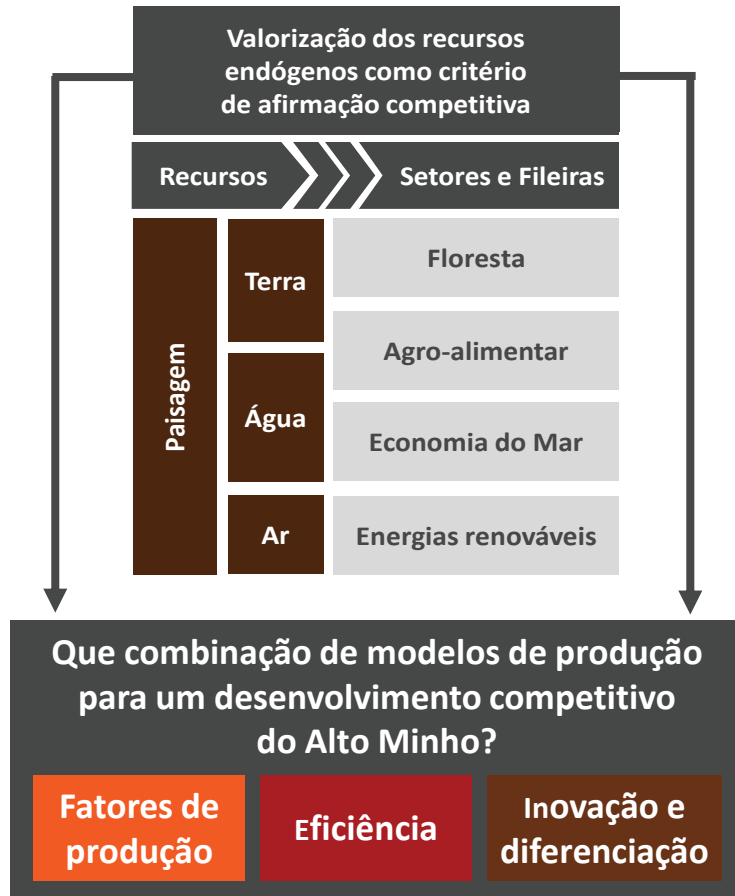 Valorização dos recursos
endógenos como critério
de afirmação competitiva
Recursos
Setores e Fileiras
Paisagem
Terra
Água
Ar
Floresta
Agro-alimentar
Economia do Mar
Energias renováveis
Que combinação de modelos de produção
para um desenvolvimento competitivo
do Alto Minho?
Fatores de
produção
Eficiência
Inovação e
diferenciação